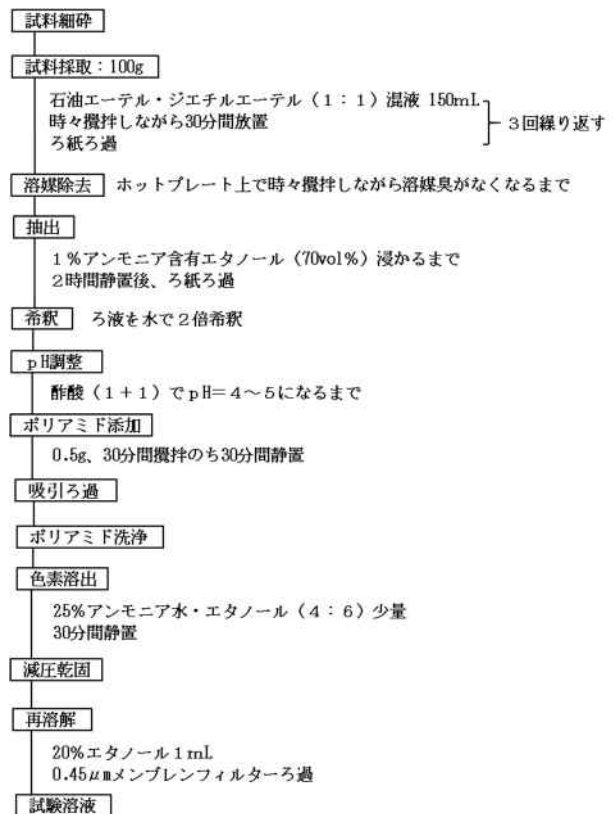 試料細砕
試料採取：100g
石油エーテル・ジエチルエーテル（1：1）混液 150mL
時々攪拌しながら30分間放置
3回繰り返す
ろ紙ろ過
溶媒除去 ホットプレート上で時々攪拌しながら溶媒臭がなくなるまで
抽出
1％アンモニア含有エタノール（70vol％）浸かるまで
2時間静置後、ろ紙ろ過
希釈 ろ液を水で2倍希釈
pH調整
酢酸（1＋1）でpH＝4～5になるまで
ポリアミド添加
0.5g、30分間攪拌のち30分間静置
吸引ろ過
ポリアミド洗浄
色素溶出
25％アンモニア水・エタノール（4：6）少量
30分間静置
減圧乾固
再溶解
20％エタノール1mL
0.45μmメンブレンフィルターろ過
試験溶液